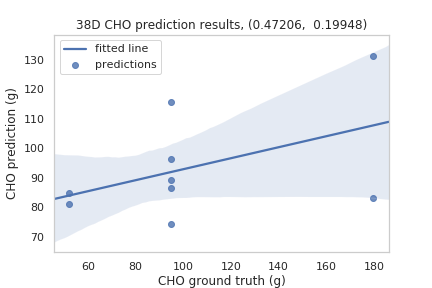 38D CHO prediction results, (0.47206,  0.19948)
fitted line
predictions
130
120
110
100
90
80
70
CHO prediction (g)
60 80 100 120 140 160 180
CHO ground truth (g)